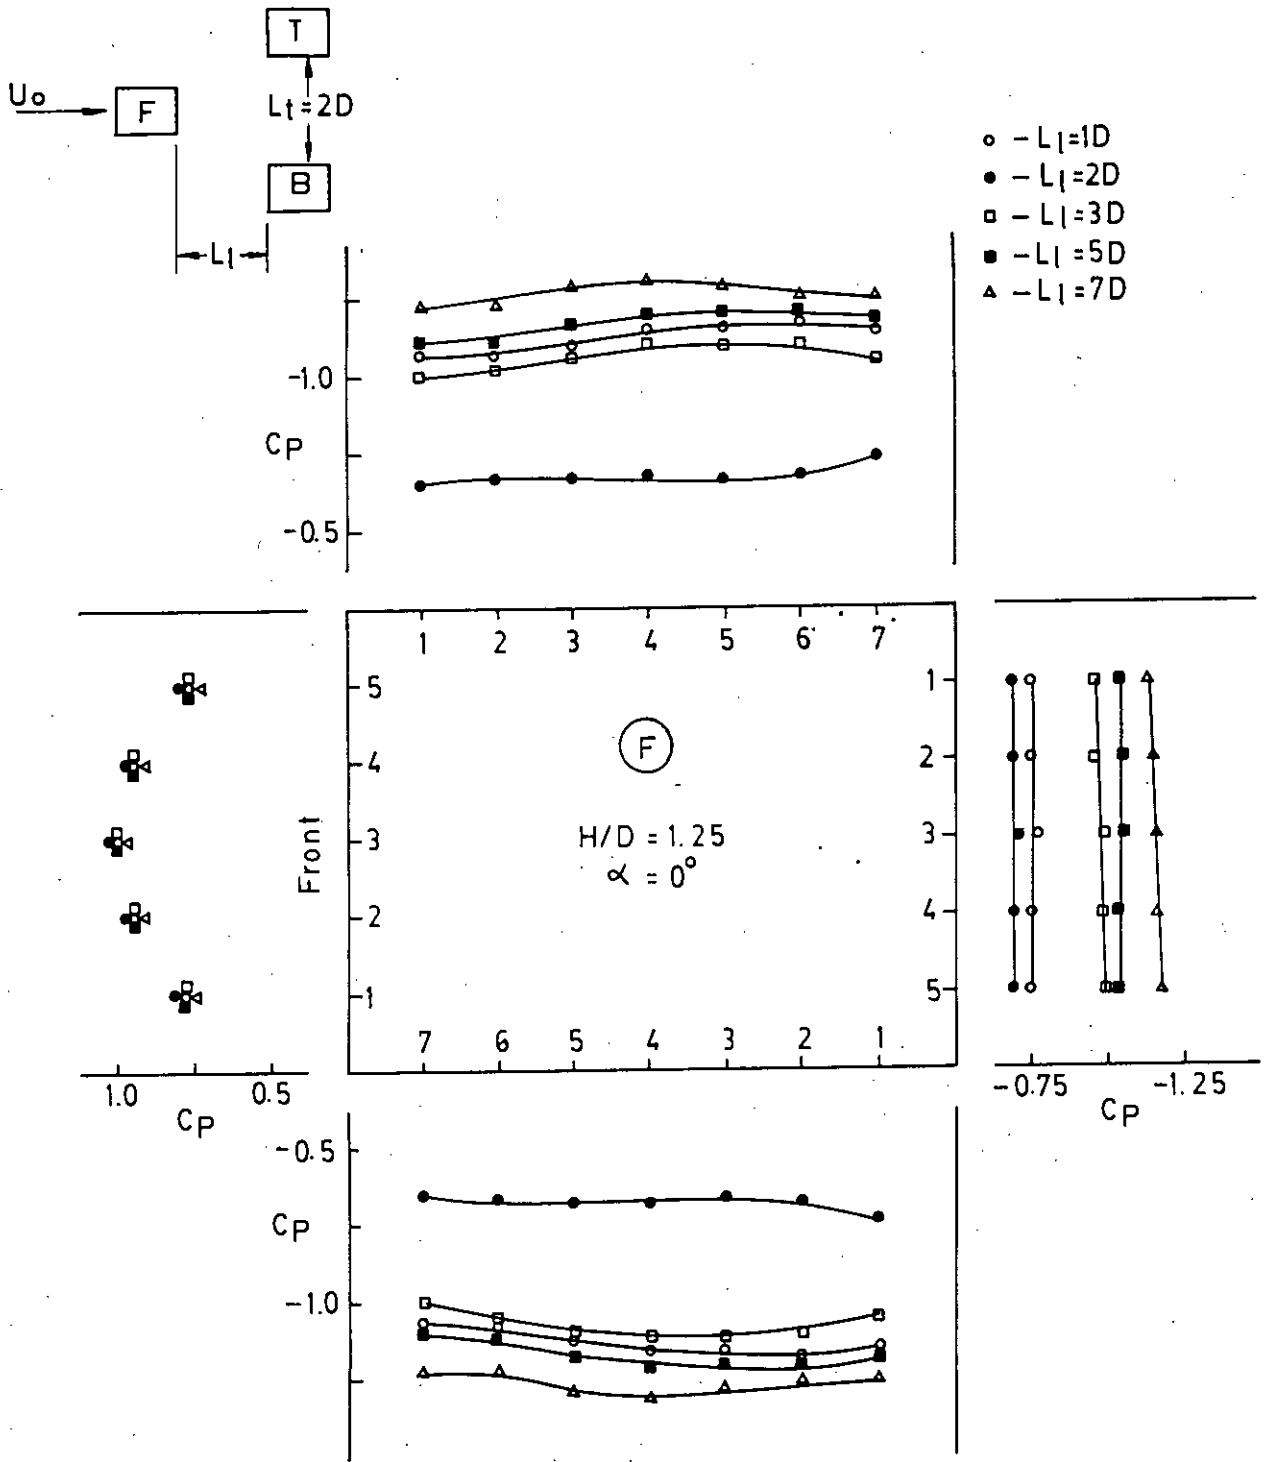 T
U₀
F
Lt = 2D
B
L1
○ - L1=1D
● - L1=2D
□ - L1=3D
■ - L1=5D
△ - L1=7D
-1.0
CP
-0.5
1 2 3 4 5 6 7
5
4
3
2
1
Front
F
H/D = 1.25
α = 0°
1
2
3
4
5
7 6 5 4 3 2 1
1.0 0.5
CP
-0.75 -1.25
CP
-0.5
CP
-1.0